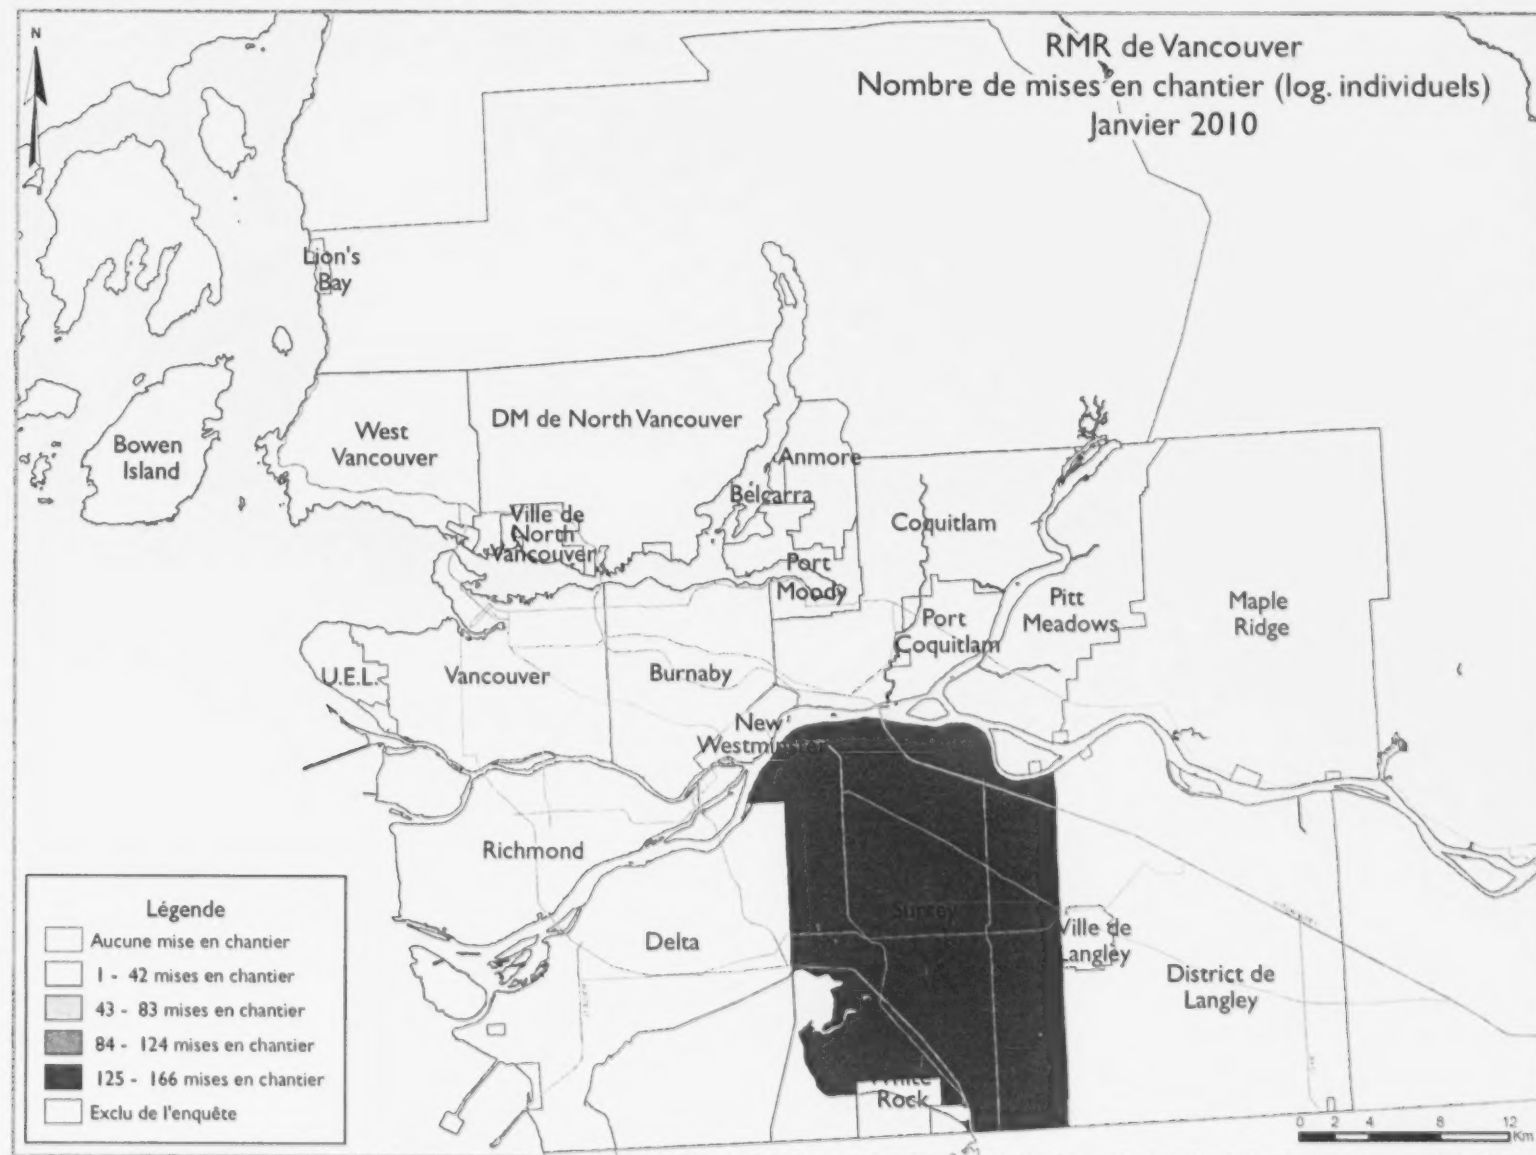 N
RMR de Vancouver
Nombre de mises en chantier (log. individuels)
Janvier 2010
Lion's
Bay
DM de North Vancouver
West
Vancouver
Bowen
Island
Anmore
Belcarra
Ville de
North
Vancouver
Coquitlam
Port
Moody
Pitt
Meadows
Maple
Ridge
Port
Coquitlam
U.E.L.
Vancouver
Burnaby
New
Westminster
Richmond
Surrey
Delta
Ville de
Langley
District de
Langley
White
Rock
Légende
Aucune mise en chantier
1 - 42 mises en chantier
43 - 83 mises en chantier
84 - 124 mises en chantier
125 - 166 mises en chantier
Exclu de l'enquête
0 2 4 8 12
Km